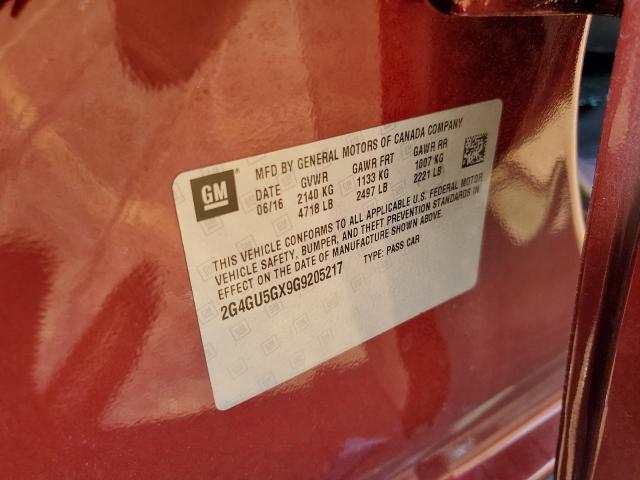 GM
MFD BY GENERAL MOTORS OF CANADA COMPANY
DATE GVWR GAWR FRT GAWR RR
06/16 2140 KG 1133 KG 1007 KG
4718 LB 2497 LB 2221 LB
THIS VEHICLE CONFORMS TO ALL APPLICABLE U.S. FEDERAL MOTOR
VEHICLE SAFETY, BUMPER, AND THEFT PREVENTION STANDARDS IN
EFFECT ON THE DATE OF MANUFACTURE SHOWN ABOVE.
2G4GU5GX9G9205217 TYPE: PASS CAR